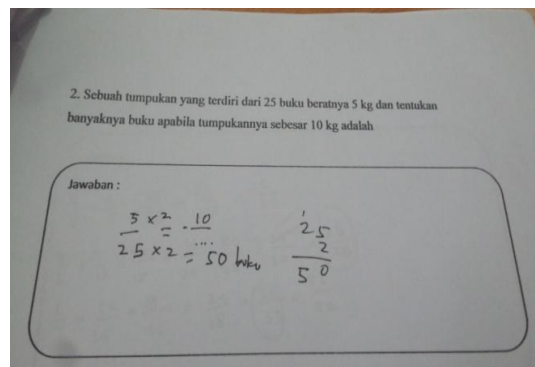 2. Sebuah tumpukan yang terdiri dari 25 buku beratnya 5 kg dan tentukan
banyaknya buku apabila tumpukannya sebesar 10 kg adalah
Jawaban :
5 × 2 = 10
25 × 2 = .... 50 buku
1
25
2
50